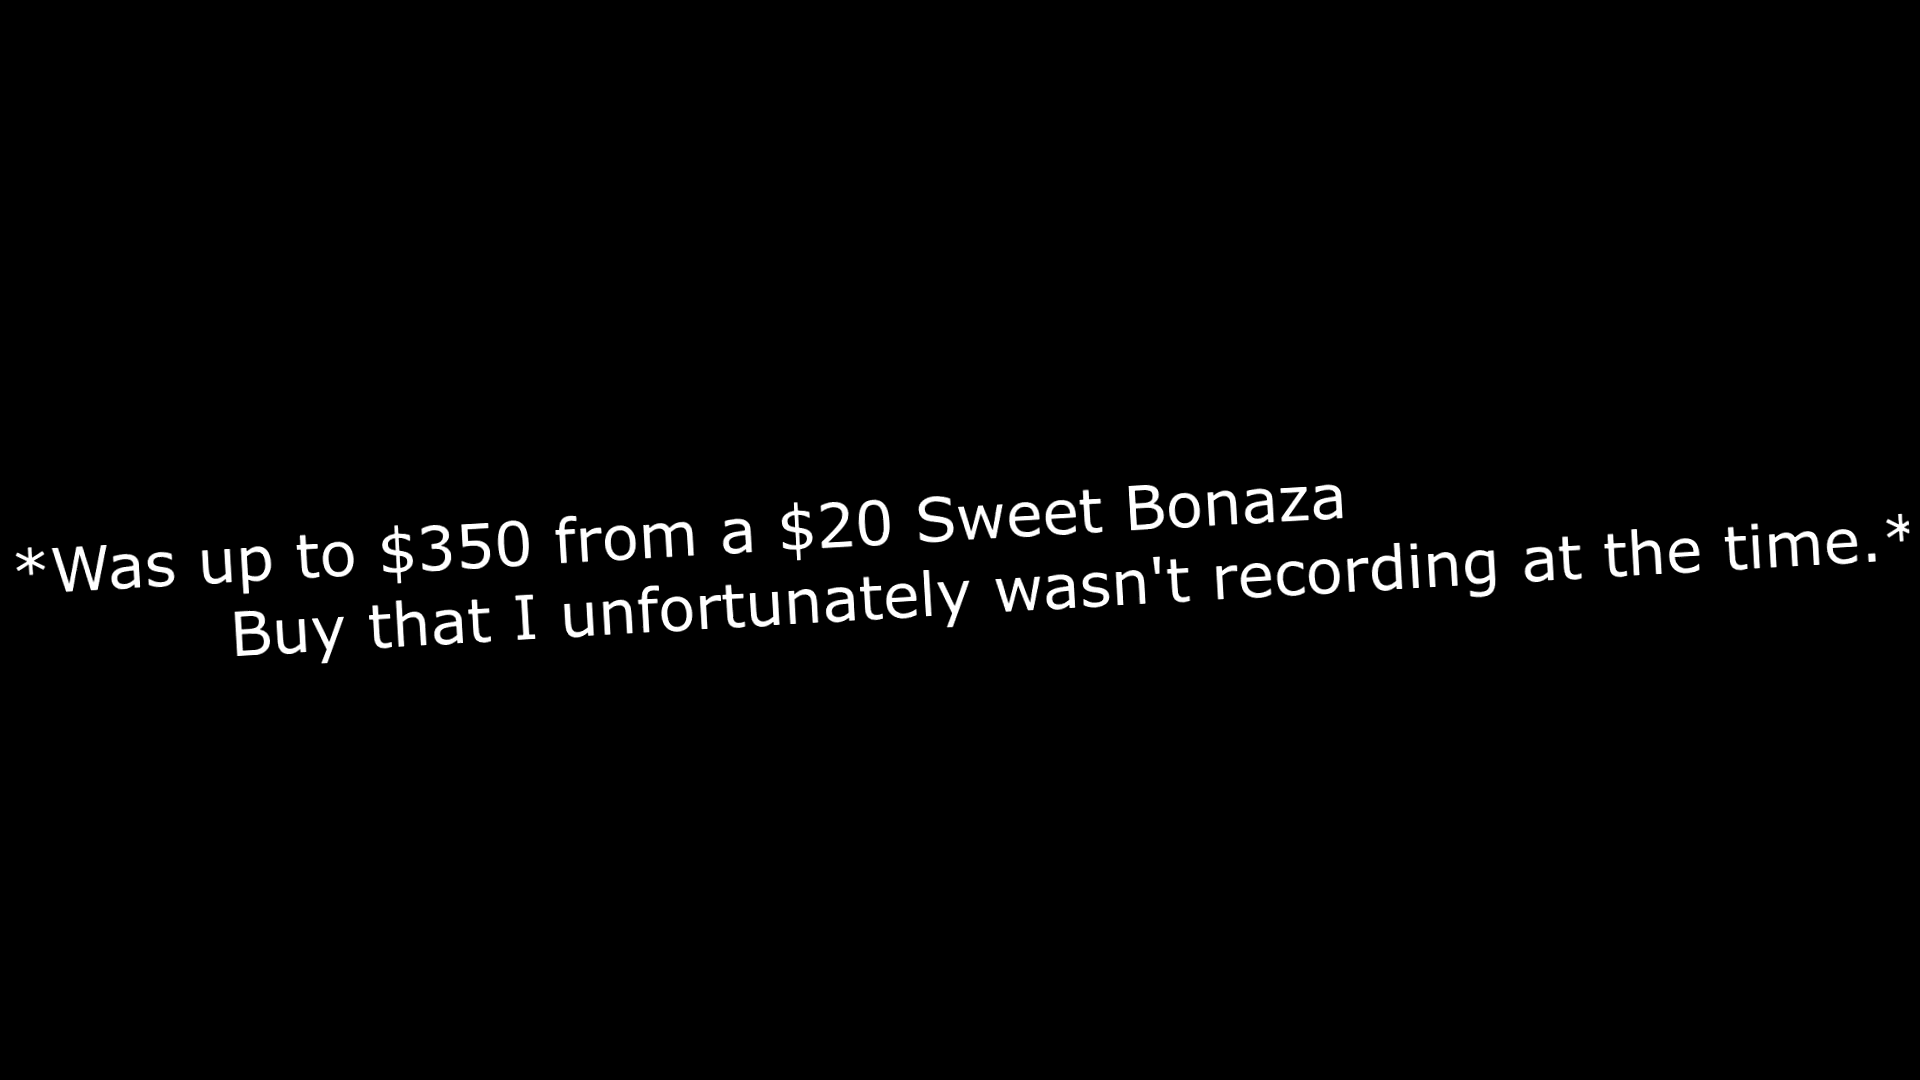 *Was up to $350 from a $20 Sweet Bonaza
Buy that I unfortunately wasn't recording at the time.*